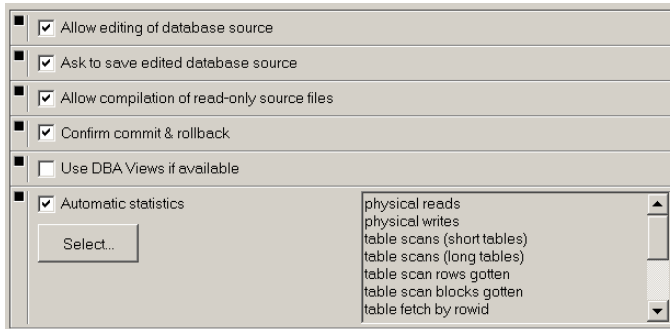 Allow editing of database source
Ask to save edited database source
Allow compilation of read-only source files
Confirm commit & rollback
Use DBA Views if available
Automatic statistics
Select...
physical reads
physical writes
table scans (short tables)
table scans (long tables)
table scan rows gotten
table scan blocks gotten
table fetch by rowid